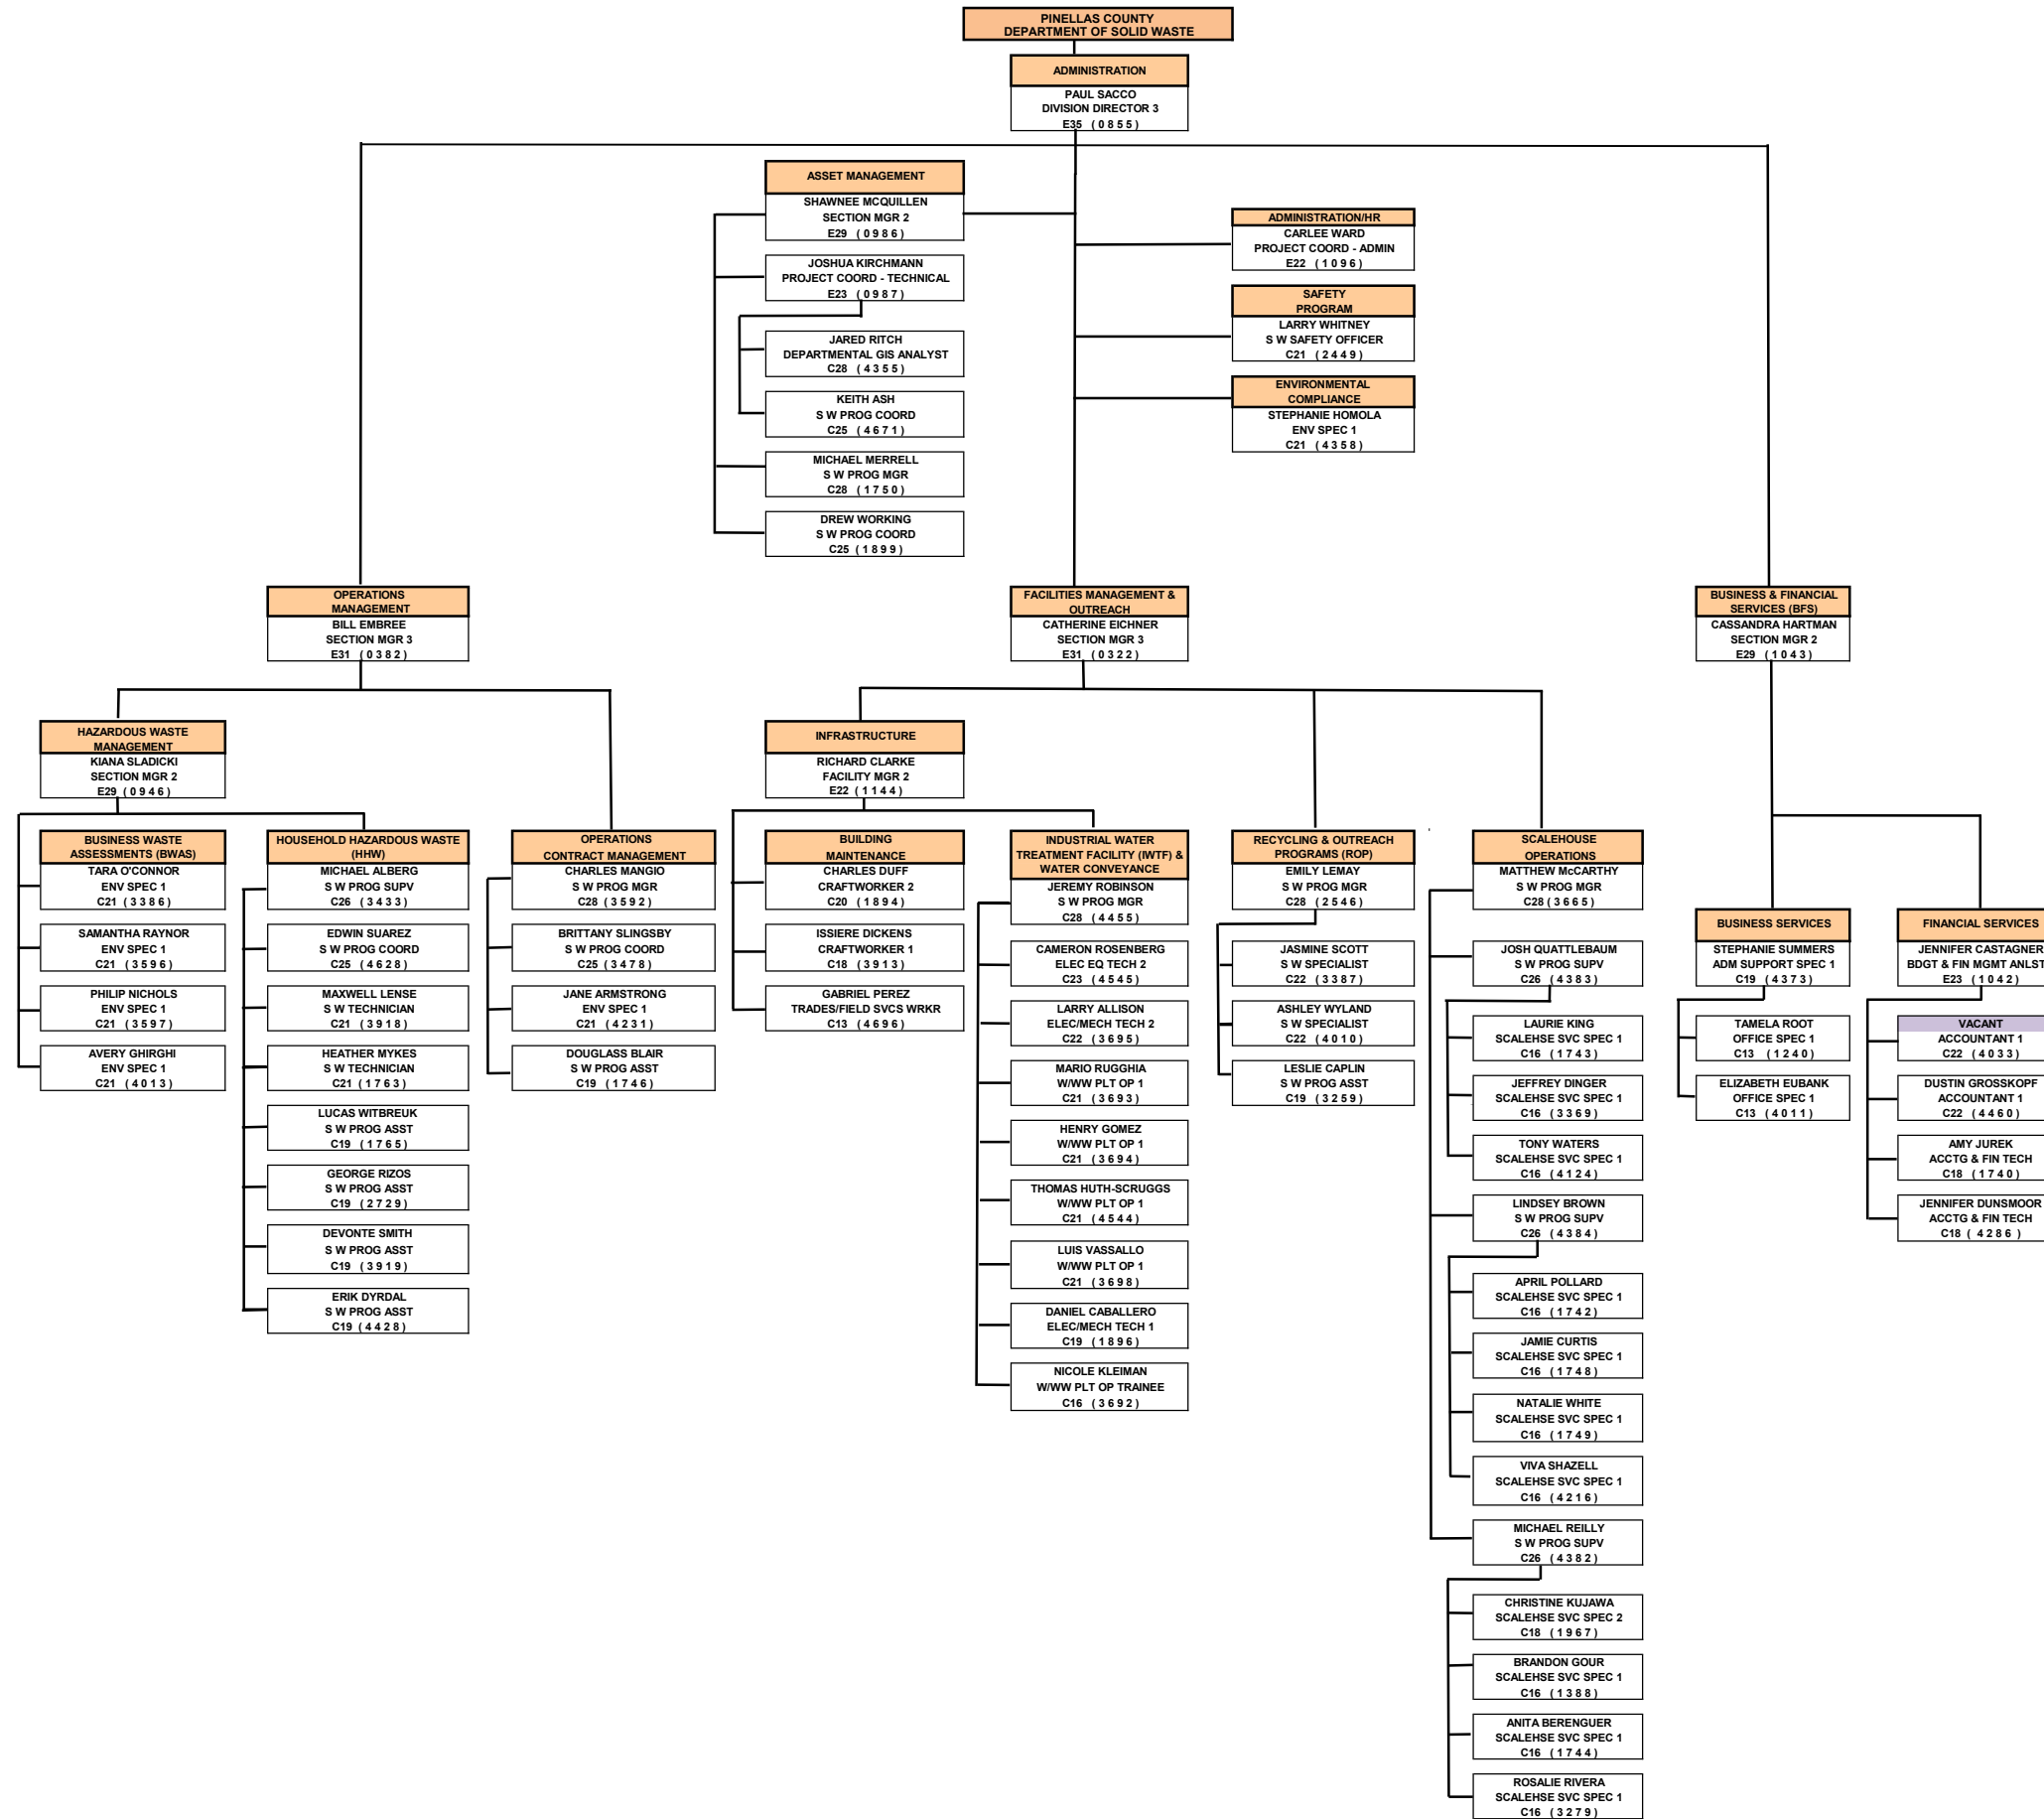 PINELLAS COUNTY
DEPARTMENT OF SOLID WASTE
ADMINISTRATION
PAUL SACCO
DIVISION DIRECTOR 3
E35 (0855)
ASSET MANAGEMENT
SHAWNEE MCQUILLEN
SECTION MGR 2
E29 (0986)
JOSHUA KIRCHMANN
PROJECT COORD - TECHNICAL
E23 (0987)
JARED RITCH
DEPARTMENTAL GIS ANALYST
C28 (4355)
KEITH ASH
S W PROG COORD
C25 (4671)
MICHAEL MERRELL
S W PROG MGR
C28 (1750)
DREW WORKING
S W PROG COORD
C25 (1899)
ADMINISTRATION/HR
CARLEE WARD
PROJECT COORD - ADMIN
E22 (1096)
SAFETY
PROGRAM
LARRY WHITNEY
S W SAFETY OFFICER
C21 (2449)
ENVIRONMENTAL
COMPLIANCE
STEPHANIE HOMOLA
ENV SPEC 1
C21 (4358)
OPERATIONS
MANAGEMENT
BILL EMBREE
SECTION MGR 3
E31 (0382)
FACILITIES MANAGEMENT &
OUTREACH
CATHERINE EICHNER
SECTION MGR 3
E31 (0322)
BUSINESS & FINANCIAL
SERVICES (BFS)
CASSANDRA HARTMAN
SECTION MGR 2
E29 (1043)
HAZARDOUS WASTE
MANAGEMENT
KIANA SLADICKI
SECTION MGR 2
E29 (0946)
INFRASTRUCTURE
RICHARD CLARKE
FACILITY MGR 2
E22 (1144)
BUSINESS WASTE
ASSESSMENTS (BWAS)
TARA O'CONNOR
ENV SPEC 1
C21 (3386)
SAMANTHA RAYNOR
ENV SPEC 1
C21 (3596)
PHILIP NICHOLS
ENV SPEC 1
C21 (3597)
AVERY GHIRGHI
ENV SPEC 1
C21 (4013)
HOUSEHOLD HAZARDOUS WASTE
(HHW)
MICHAEL ALBERG
S W PROG SUPV
C26 (3433)
EDWIN SUAREZ
S W PROG COORD
C25 (4628)
MAXWELL LENSE
S W TECHNICIAN
C21 (3918)
HEATHER MYKES
S W TECHNICIAN
C21 (1763)
LUCAS WITBREUK
S W PROG ASST
C19 (1765)
GEORGE RIZOS
S W PROG ASST
C19 (2729)
DEVONTE SMITH
S W PROG ASST
C19 (3919)
ERIK DYRDAL
S W PROG ASST
C19 (4428)
OPERATIONS
CONTRACT MANAGEMENT
CHARLES MANGIO
S W PROG MGR
C28 (3592)
BRITTANY SLINGSBY
S W PROG COORD
C25 (3478)
JANE ARMSTRONG
ENV SPEC 1
C21 (4231)
DOUGLASS BLAIR
S W PROG ASST
C19 (1746)
BUILDING
MAINTENANCE
CHARLES DUFF
CRAFTWORKER 2
C20 (1894)
ISSIERE DICKENS
CRAFTWORKER 1
C18 (3913)
GABRIEL PEREZ
TRADES/FIELD SVCS WRKR
C13 (4696)
INDUSTRIAL WATER
TREATMENT FACILITY (IWTF) &
WATER CONVEYANCE
JEREMY ROBINSON
S W PROG MGR
C28 (4455)
CAMERON ROSENBERG
ELEC EQ TECH 2
C23 (4545)
LARRY ALLISON
ELEC/MECH TECH 2
C22 (3695)
MARIO RUGGHIA
W/WW PLT OP 1
C21 (3693)
HENRY GOMEZ
W/WW PLT OP 1
C21 (3694)
THOMAS HUTH-SCRUGGS
W/WW PLT OP 1
C21 (4544)
LUIS VASSALLO
W/WW PLT OP 1
C21 (3698)
DANIEL CABALLERO
ELEC/MECH TECH 1
C19 (1896)
NICOLE KLEIMAN
W/WW PLT OP TRAINEE
C16 (3692)
RECYCLING & OUTREACH
PROGRAMS (ROP)
EMILY LEMAY
S W PROG MGR
C28 (2546)
JASMINE SCOTT
S W SPECIALIST
C22 (3387)
ASHLEY WYLAND
S W SPECIALIST
C22 (4010)
LESLIE CAPLIN
S W PROG ASST
C19 (3259)
SCALEHOUSE
OPERATIONS
MATTHEW McCARTHY
S W PROG MGR
C28 (3665)
JOSH QUATTLEBAUM
S W PROG SUPV
C26 (4383)
LAURIE KING
SCALEHSE SVC SPEC 1
C16 (1743)
JEFFREY DINGER
SCALEHSE SVC SPEC 1
C16 (3369)
TONY WATERS
SCALEHSE SVC SPEC 1
C16 (4124)
LINDSEY BROWN
S W PROG SUPV
C26 (4384)
APRIL POLLARD
SCALEHSE SVC SPEC 1
C16 (1742)
JAMIE CURTIS
SCALEHSE SVC SPEC 1
C16 (1748)
NATALIE WHITE
SCALEHSE SVC SPEC 1
C16 (1749)
VIVA SHAZELL
SCALEHSE SVC SPEC 1
C16 (4216)
MICHAEL REILLY
S W PROG SUPV
C26 (4382)
CHRISTINE KUJAWA
SCALEHSE SVC SPEC 2
C18 (1967)
BRANDON GOUR
SCALEHSE SVC SPEC 1
C16 (1388)
ANITA BERENGUER
SCALEHSE SVC SPEC 1
C16 (1744)
ROSALIE RIVERA
SCALEHSE SVC SPEC 1
C16 (3279)
BUSINESS SERVICES
STEPHANIE SUMMERS
ADM SUPPORT SPEC 1
C19 (4373)
TAMELA ROOT
OFFICE SPEC 1
C13 (1240)
ELIZABETH EUBANK
OFFICE SPEC 1
C13 (4011)
FINANCIAL SERVICES
JENNIFER CASTAGNER
BDGT & FIN MGMT ANLST
E23 (1042)
VACANT
ACCOUNTANT 1
C22 (4033)
DUSTIN GROSSKOPF
ACCOUNTANT 1
C22 (4460)
AMY JUREK
ACCTG & FIN TECH
C18 (1740)
JENNIFER DUNSMOOR
ACCTG & FIN TECH
C18 (4286)